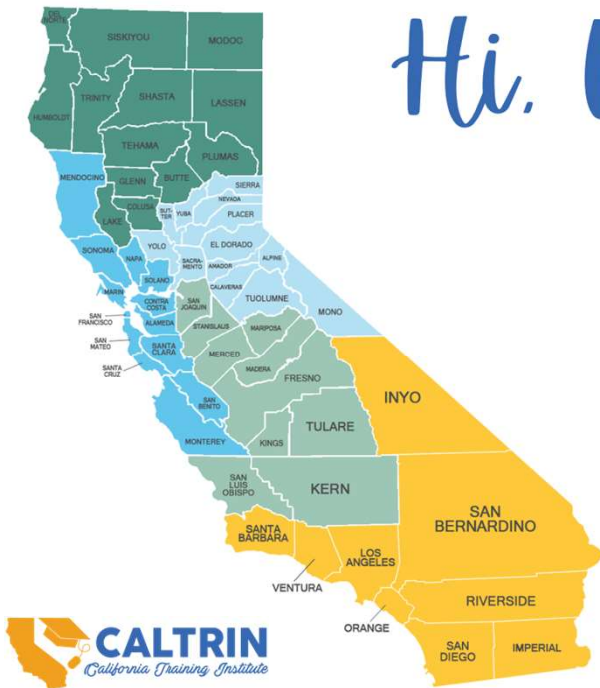 Hi,
DEL
NORTE
SISKIYOU
MODOC
HUMBOLDT
TRINITY
SHASTA
LASSEN
TEHAMA
PLUMAS
MENDOCINO
GLENN
BUTTE
SIERRA
LAKE
COLUSA
SUT-
TER
YUBA
NEVADA
PLACER
SONOMA
NAPA
YOLO
EL DORADO
SOLANO
SACRA-
MENTO
AMADOR
ALPINE
MARIN
CONTRA
COSTA
SAN
JOAQUIN
CALAVERAS
TUOLUMNE
MONO
SAN
FRANCISCO
ALAMEDA
STANISLAUS
MARIPOSA
SAN
MATEO
SANTA
CLARA
MERCED
SANTA
CRUZ
MADERA
FRESNO
INYO
SAN
BENITO
TULARE
MONTEREY
KINGS
SAN
LUIS
OBISPO
KERN
SAN
BERNARDINO
SANTA
BARBARA
LOS
ANGELES
VENTURA
RIVERSIDE
ORANGE
SAN
DIEGO
IMPERIAL
CALTRIN
California Training Institute